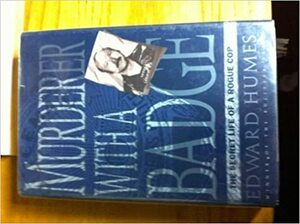 MURDERER
WITH A
BADGE
THE SECRET LIFE OF A ROGUE COP
EDWARD HUMES